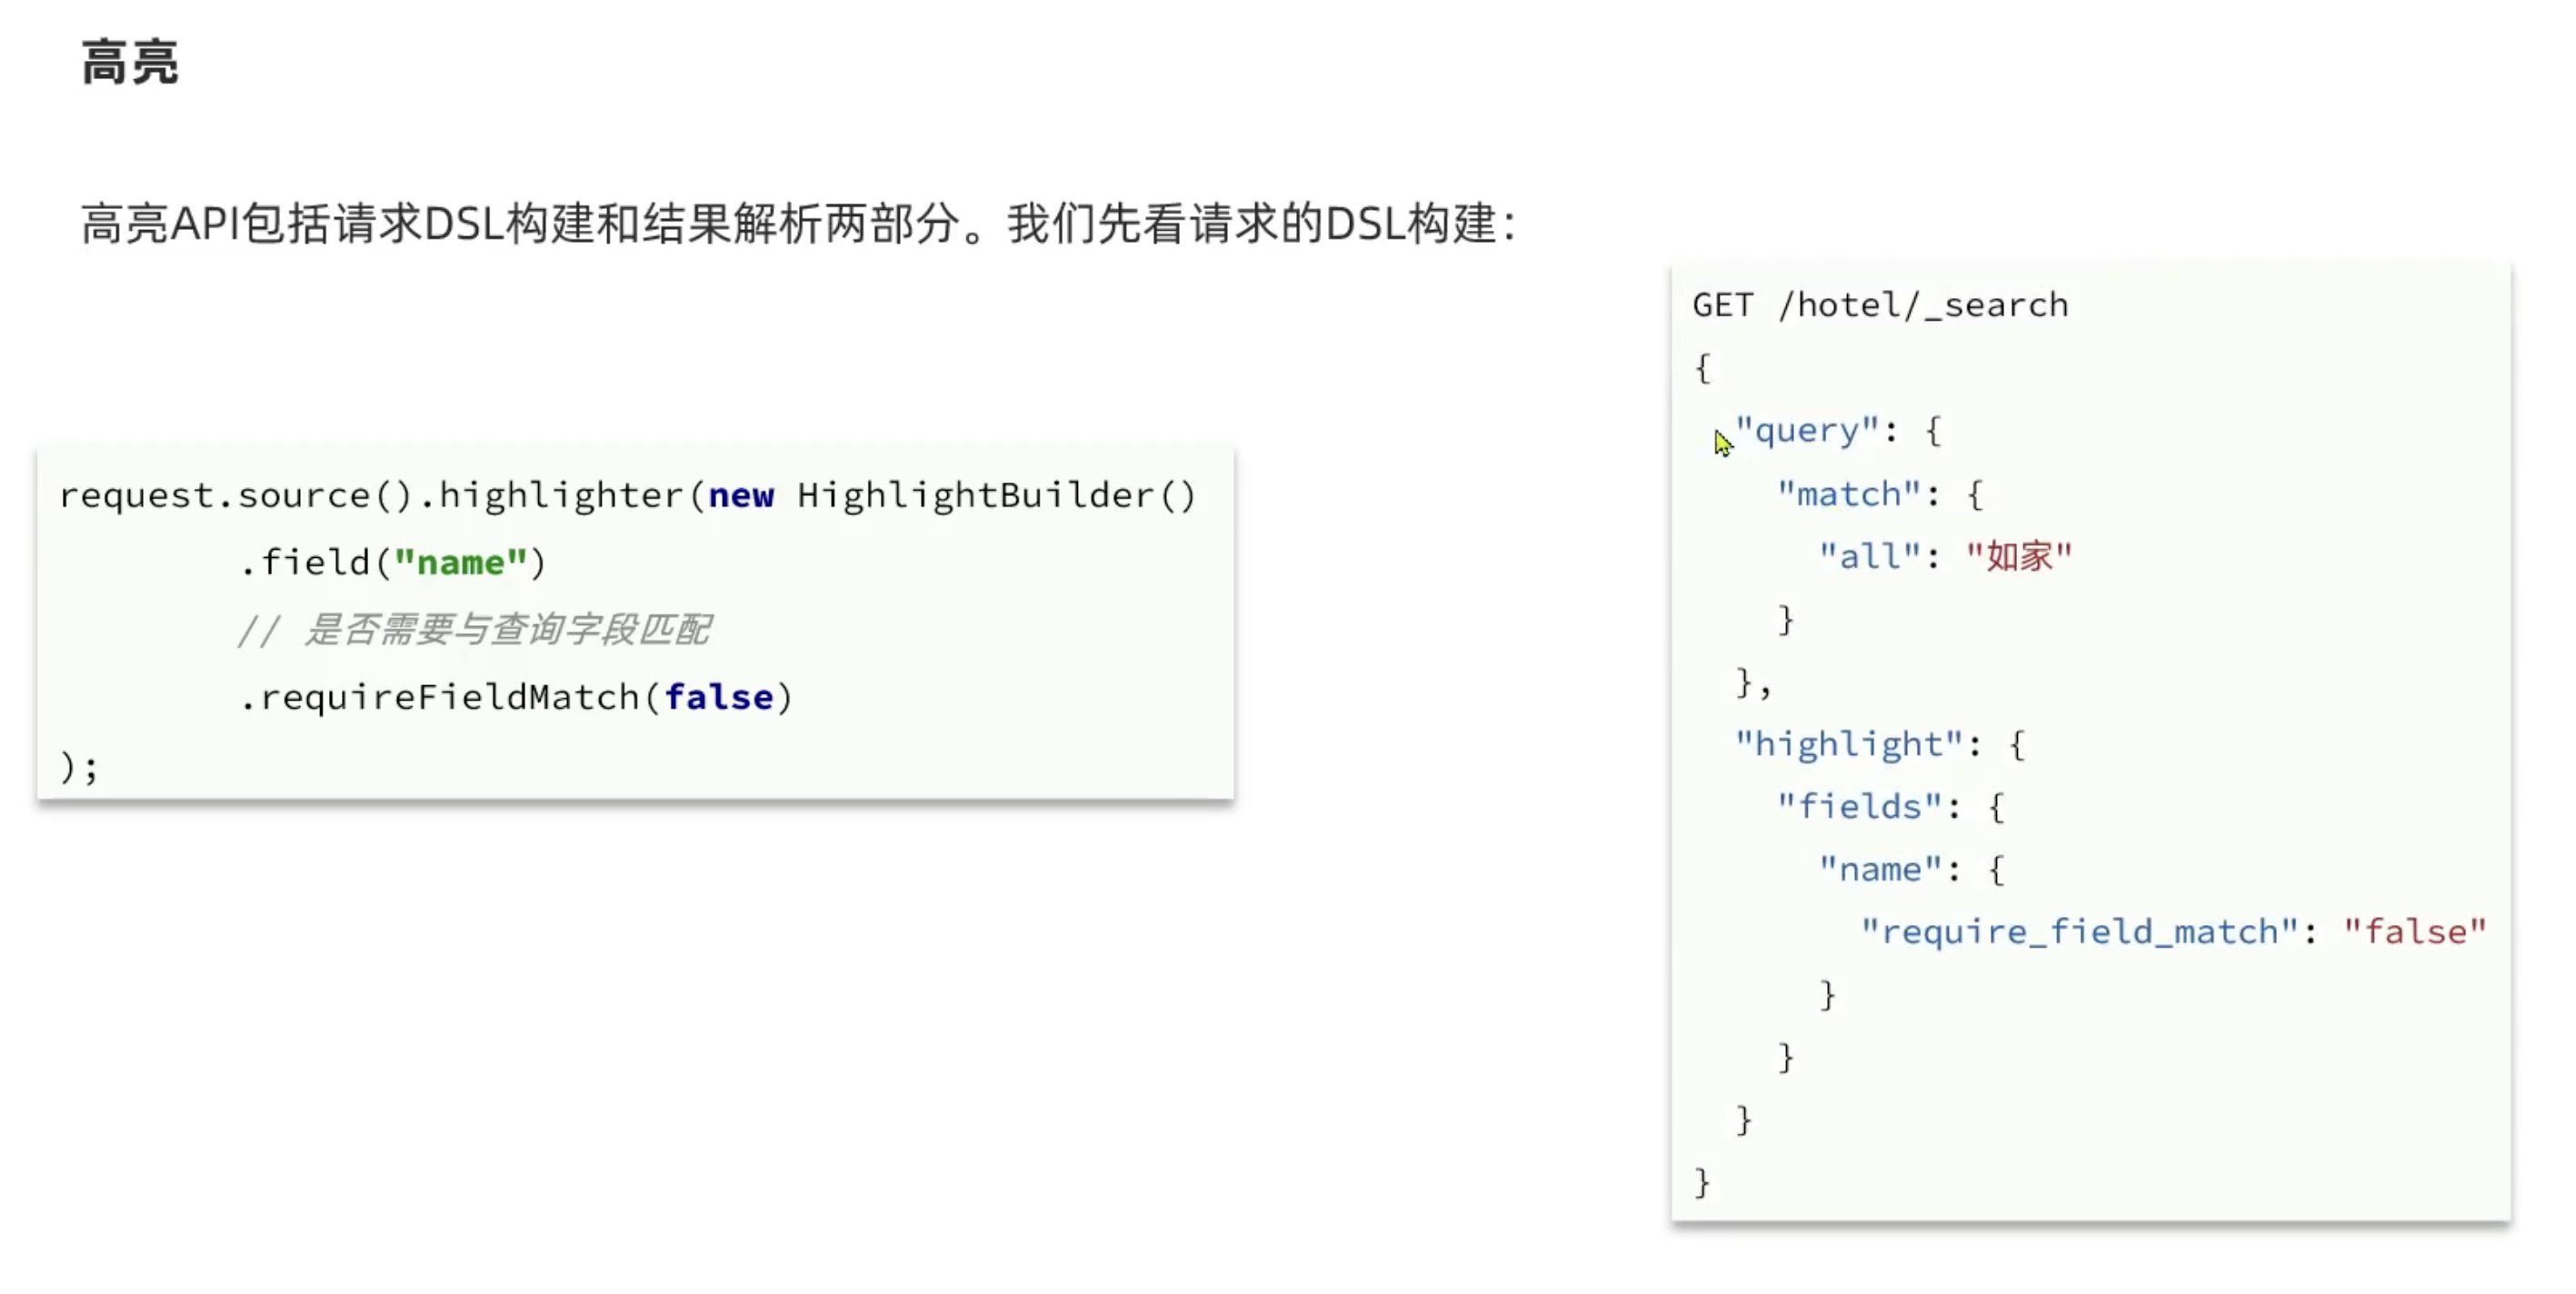 高亮
高亮API包括请求DSL构建和结果解析两部分。我们先看请求的DSL构建：
request.source().highlighter(new HighlightBuilder()
        .field("name")
        // 是否需要与查询字段匹配
        .requireFieldMatch(false)
);
GET /hotel/_search
{
  "query": {
    "match": {
      "all": "如家"
    }
  },
  "highlight": {
    "fields": {
      "name": {
        "require_field_match": "false"
      }
    }
  }
}